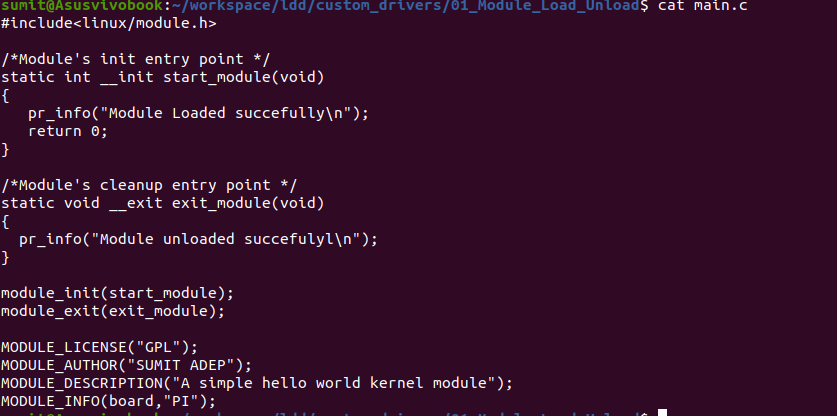 sumit@Asusvivobook:~/workspace/ldd/custom_drivers/01_Module_Load_Unload$ cat main.c
#include<linux/module.h>

/*Module's init entry point */
static int __init start_module(void)
{
   pr_info("Module Loaded succefully\n");
   return 0;
}

/*Module's cleanup entry point */
static void __exit exit_module(void)
{
  pr_info("Module unloaded succefulyl\n");
}

module_init(start_module);
module_exit(exit_module);

MODULE_LICENSE("GPL");
MODULE_AUTHOR("SUMIT ADEP");
MODULE_DESCRIPTION("A simple hello world kernel module");
MODULE_INFO(board,"PI");